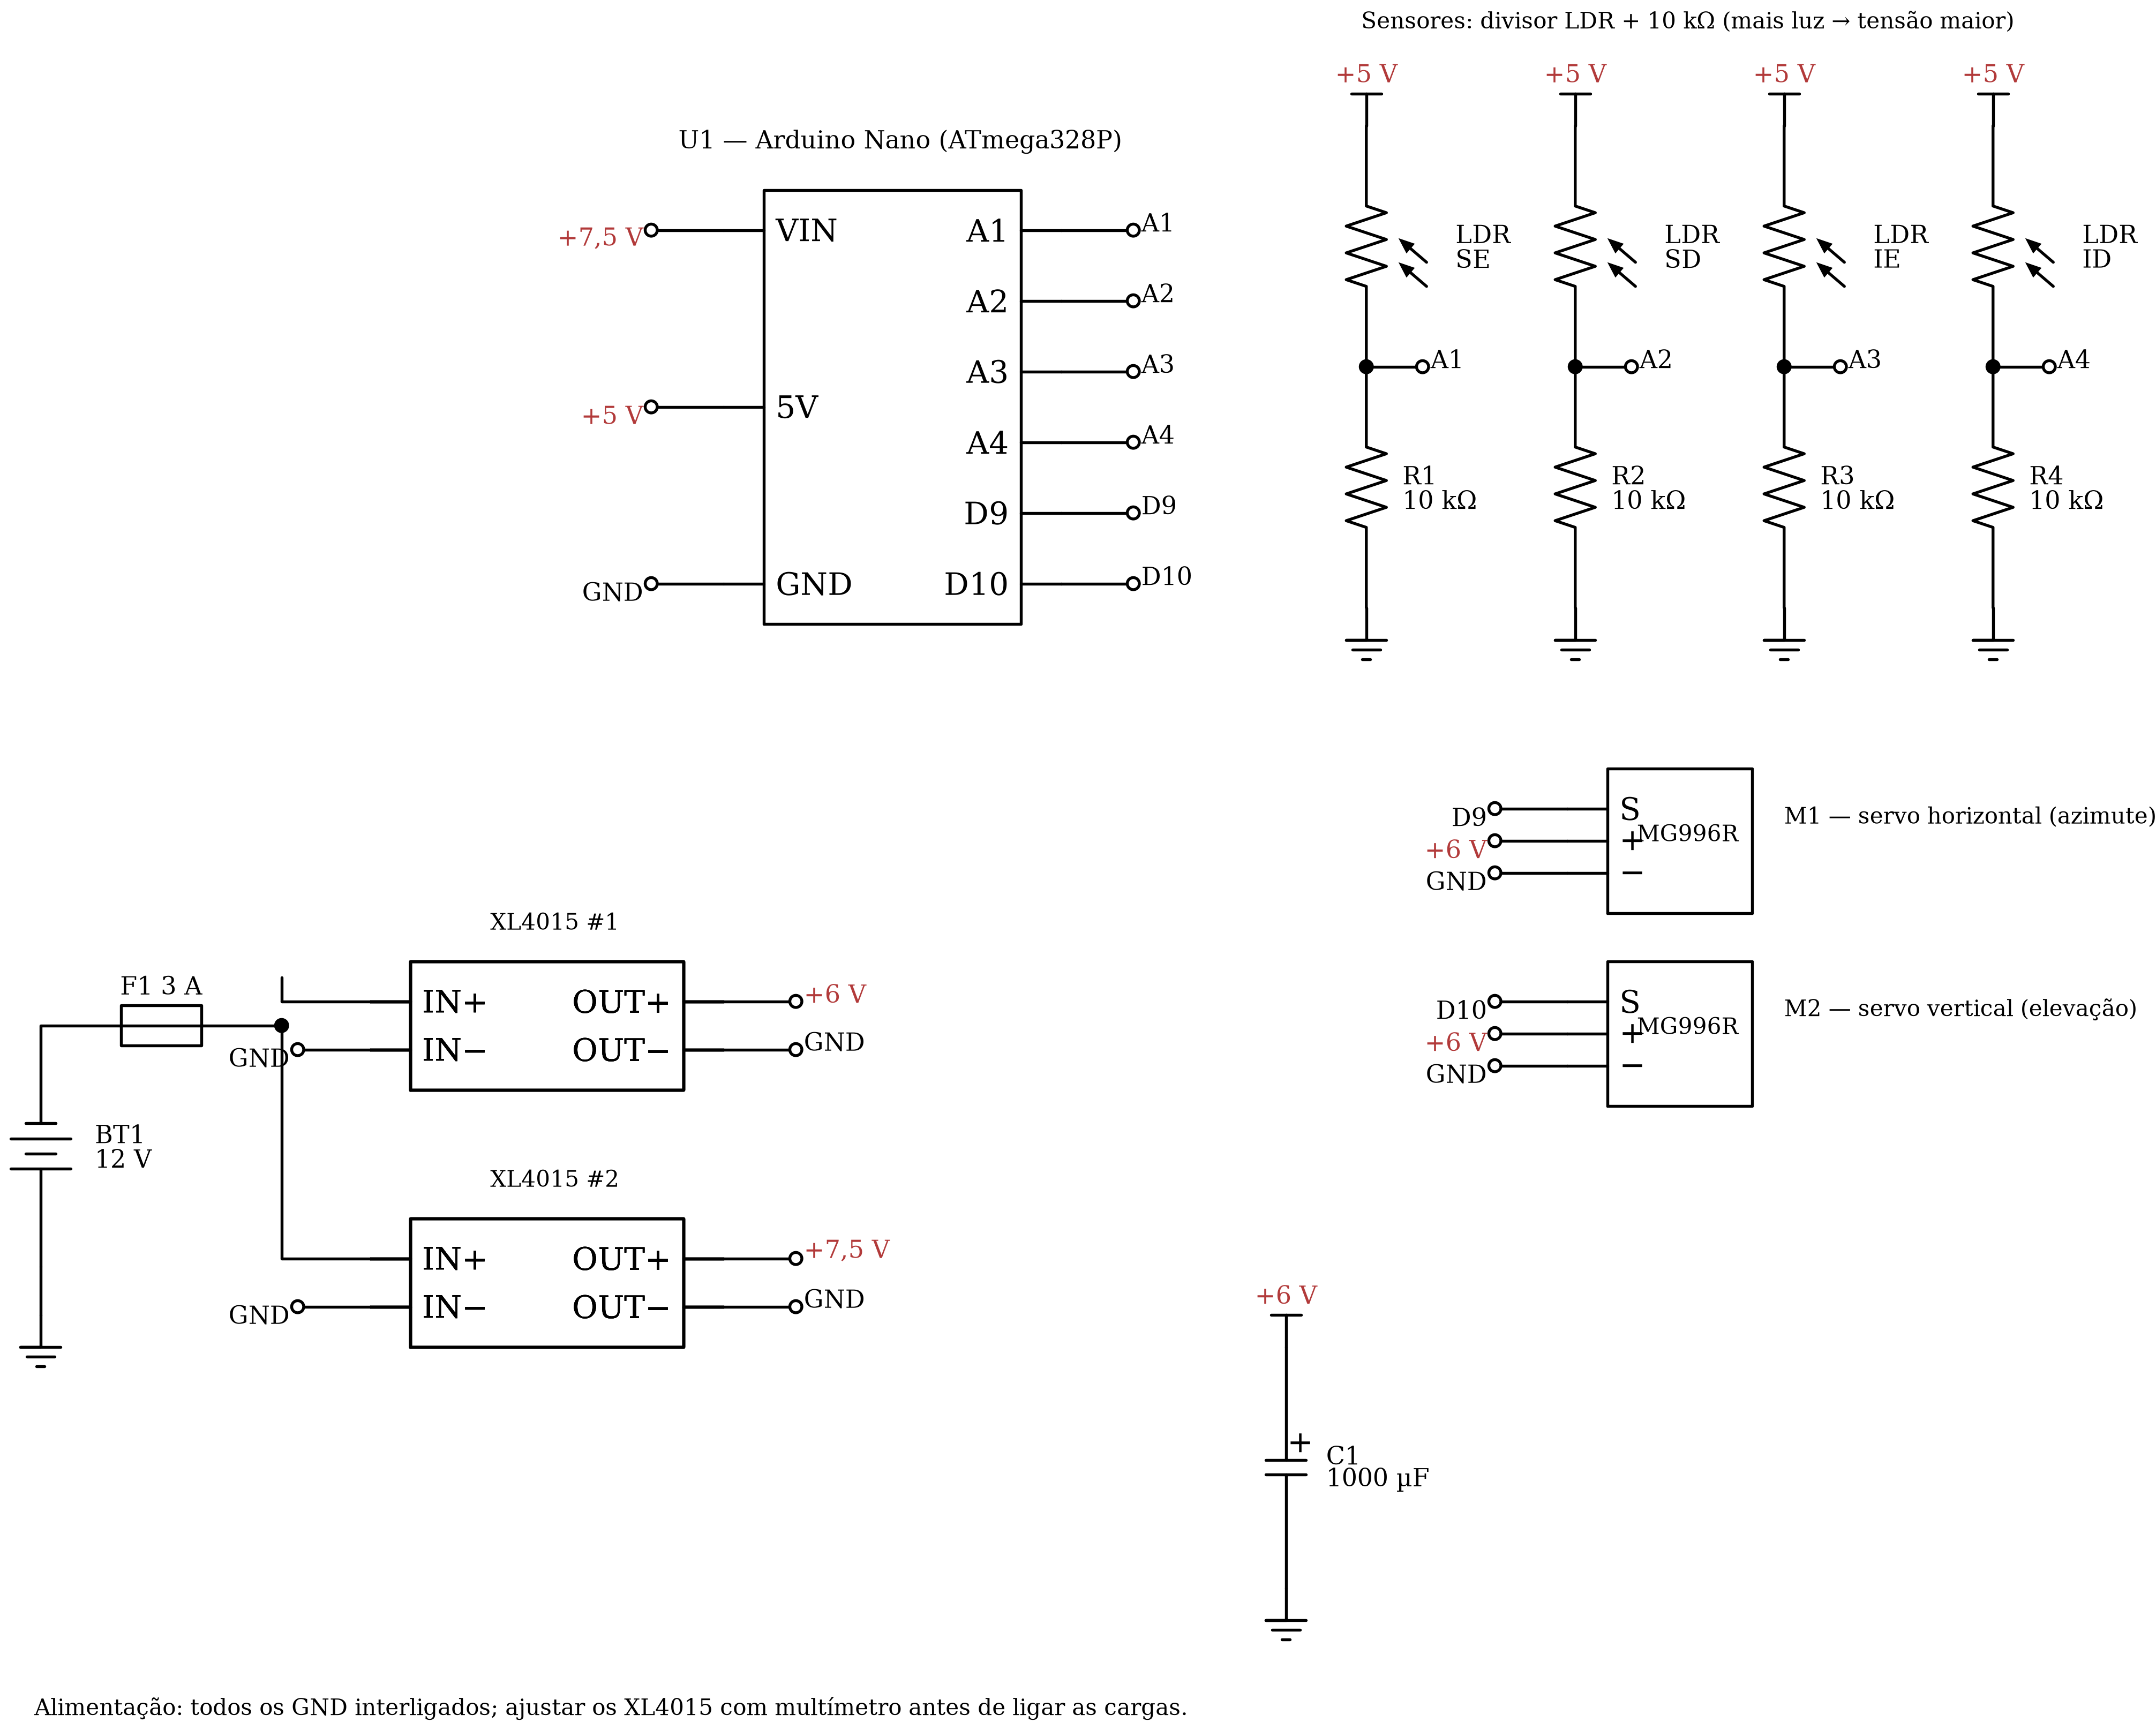 Sensores: divisor LDR + 10 kΩ (mais luz → tensão maior)
+5 V
+5 V
+5 V
+5 V
U1 — Arduino Nano (ATmega328P)
+7,5 V
VIN
A1
A1
A2
A2
A3
A3
+5 V
5V
A4
A4
D9
D9
GND
GND
D10
D10
LDR
SE
LDR
SD
LDR
IE
LDR
ID
A1
A2
A3
A4
R1
10 kΩ
R2
10 kΩ
R3
10 kΩ
R4
10 kΩ
D9
S
+6 V
+
MG996R
GND
−
M1 — servo horizontal (azimute)
D10
S
+6 V
+
MG996R
GND
−
M2 — servo vertical (elevação)
XL4015 #1
F1 3 A
IN+
OUT+
+6 V
GND
IN−
OUT−
GND
BT1
12 V
XL4015 #2
IN+
OUT+
+7,5 V
GND
IN−
OUT−
GND
+6 V
+
C1
1000 µF
Alimentação: todos os GND interligados; ajustar os XL4015 com multímetro antes de ligar as cargas.